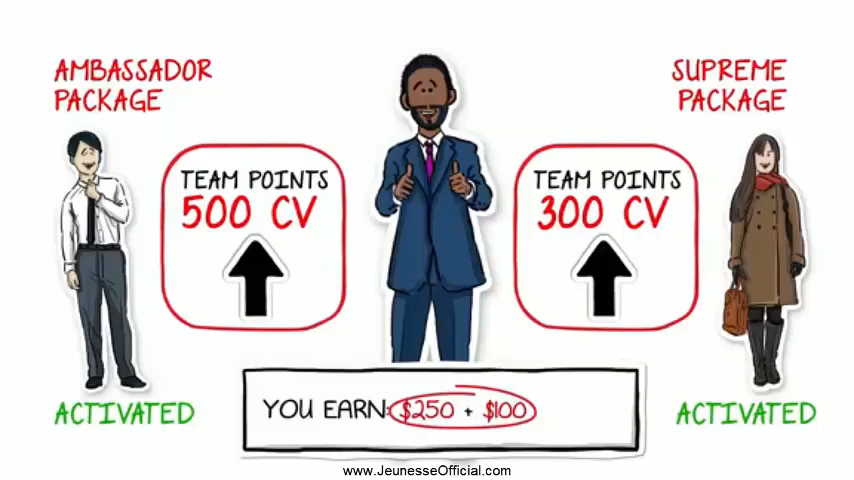 AMBASSADOR
PACKAGE
SUPREME
PACKAGE
TEAM POINTS
500 CV
TEAM POINTS
300 CV
ACTIVATED
ACTIVATED
YOU EARN: $250 + $100
www.JeunesseOfficial.com